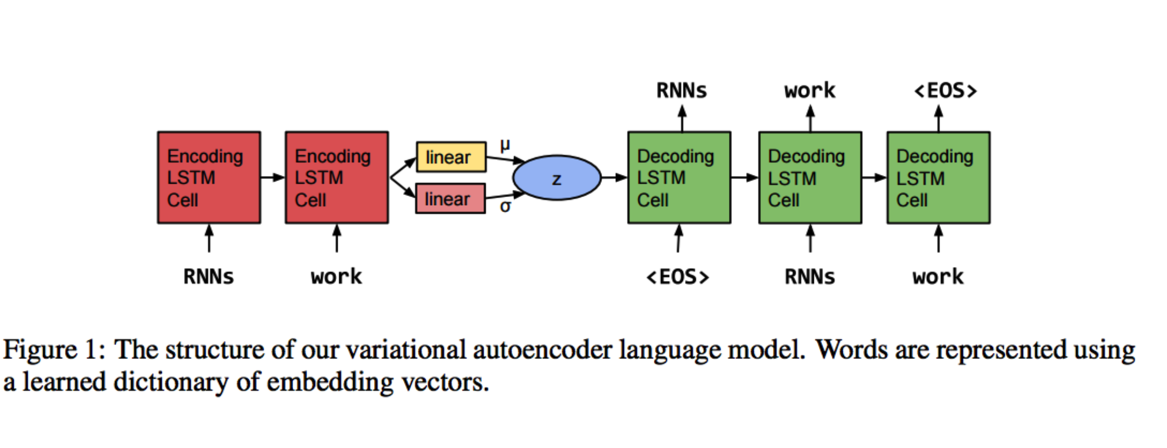 RNNs work <EOS>
Encoding LSTM Cell
Encoding LSTM Cell
linear
μ
linear
σ
z
Decoding LSTM Cell
Decoding LSTM Cell
Decoding LSTM Cell
RNNs work <EOS> RNNs work
Figure 1: The structure of our variational autoencoder language model. Words are represented using
a learned dictionary of embedding vectors.